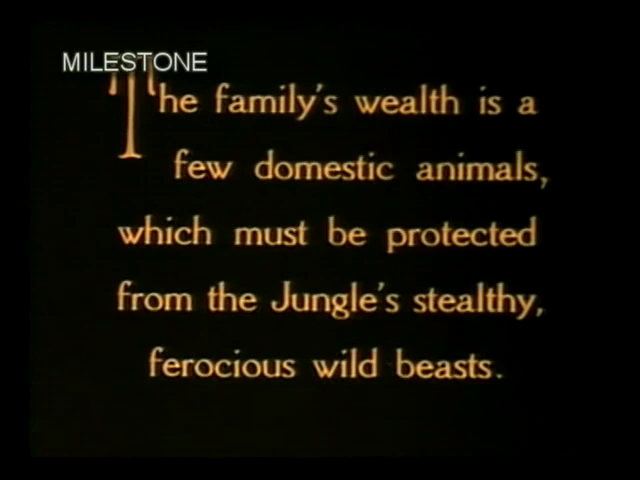 MILESTONE
The family's wealth is a
few domestic animals,
which must be protected
from the Jungle's stealthy,
ferocious wild beasts.